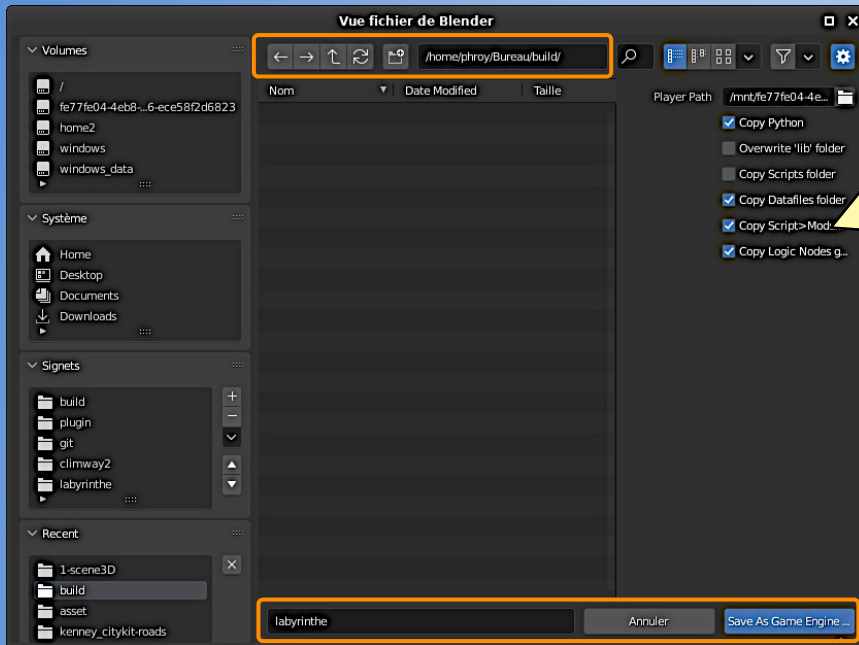 Vue fichier de Blender
Volumes
/
fe77fe04-4eb8-...6-ece58f2d6823
home2
windows
windows_data
Système
Home
Desktop
Documents
Downloads
Signets
build
plugin
git
climway2
labyrinthe
Recent
1-scene3D
build
asset
kenney_citykit-roads
/home/phroy/Bureau/build/
Nom Date Modified Taille
labyrinthe
Annuler Save As Game Engine ...
Player Path /mnt/fe77fe04-4e...
Copy Python
Overwrite 'lib' folder
Copy Scripts folder
Copy Datafiles folder
Copy Script>Mod...
Copy Logic Nodes g...